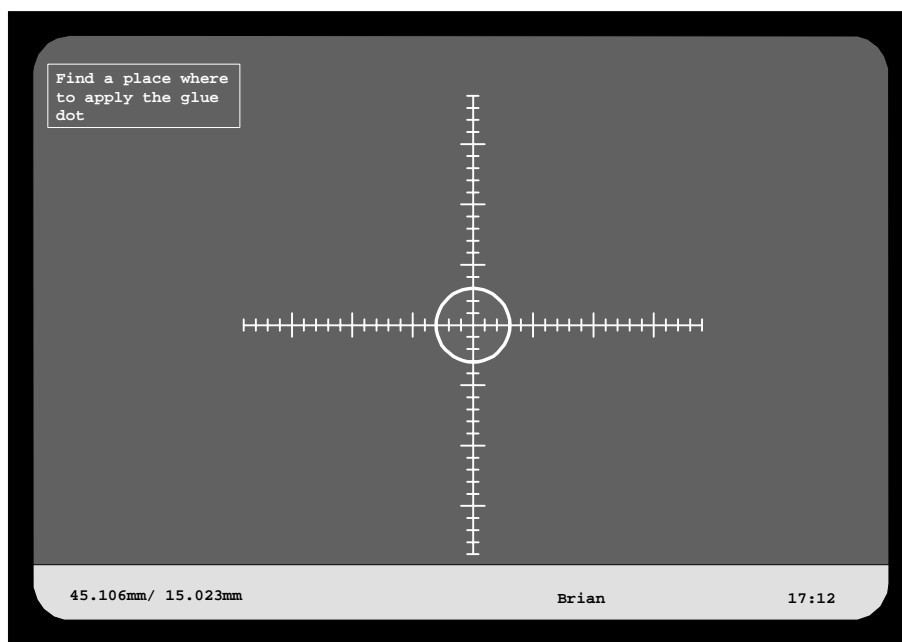 Find a place where
to apply the glue
dot
45.106mm/ 15.023mm Brian 17:12